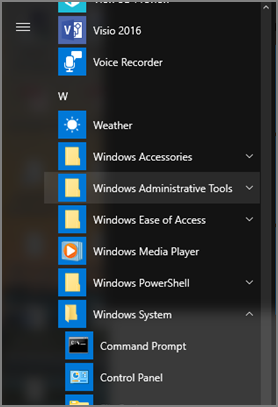 Visio 2016
Voice Recorder
W
Weather
Windows Accessories
Windows Administrative Tools
Windows Ease of Access
Windows Media Player
Windows PowerShell
Windows System
Command Prompt
Control Panel